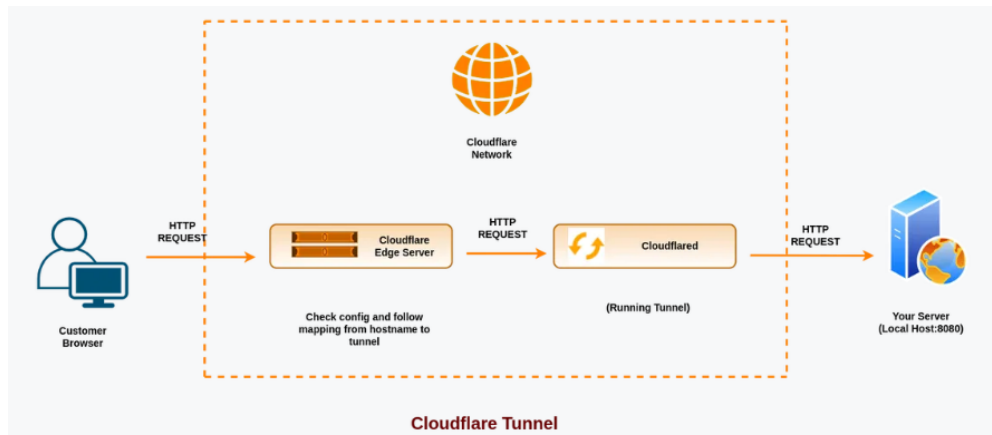 Cloudflare
Network
HTTP
REQUEST
Cloudflare
Edge Server
HTTP
REQUEST
Cloudflared
HTTP
REQUEST
Customer
Browser
Check config and follow
mapping from hostname to
tunnel
(Running Tunnel)
Your Server
(Local Host:8080)
Cloudflare Tunnel